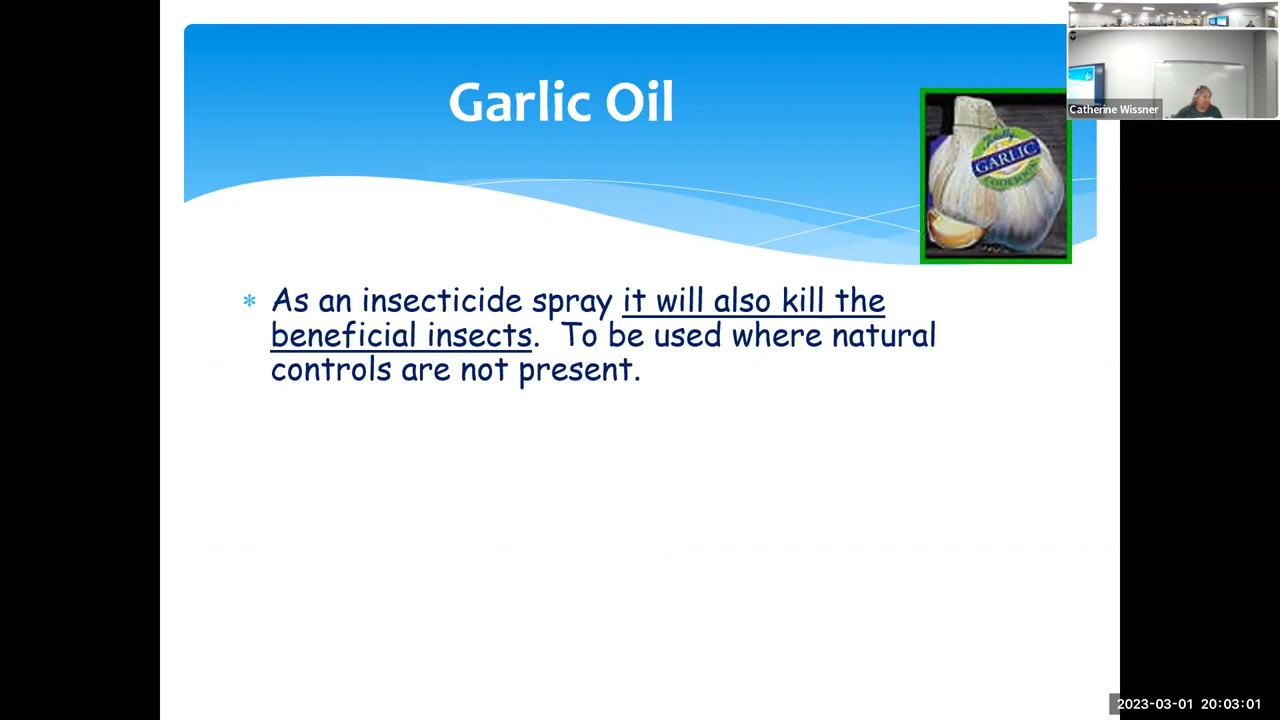 Garlic Oil
GARLIC
Catherine Wissner
* As an insecticide spray it will also kill the
beneficial insects.  To be used where natural
controls are not present.
2023-03-01 20:03:01